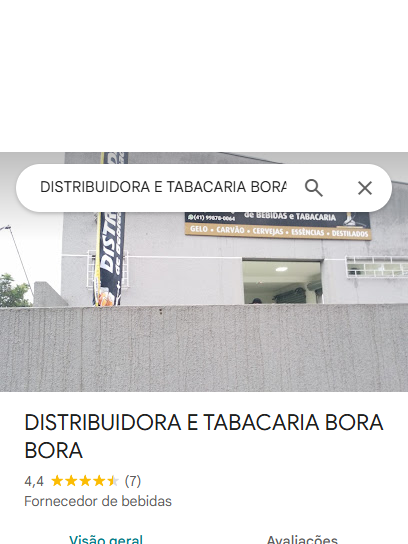 DISTRIBUIDORA E TABACARIA BORA
(41) 99878-0064
de BEBIDAS e TABACARIA
GELO • CARVÃO • CERVEJAS • ESSÊNCIAS • DESTILADOS
DISTRI
DISTRIBUIDORA E TABACARIA BORA
BORA
4,4 (7)
Fornecedor de bebidas
Visão geral Avaliações